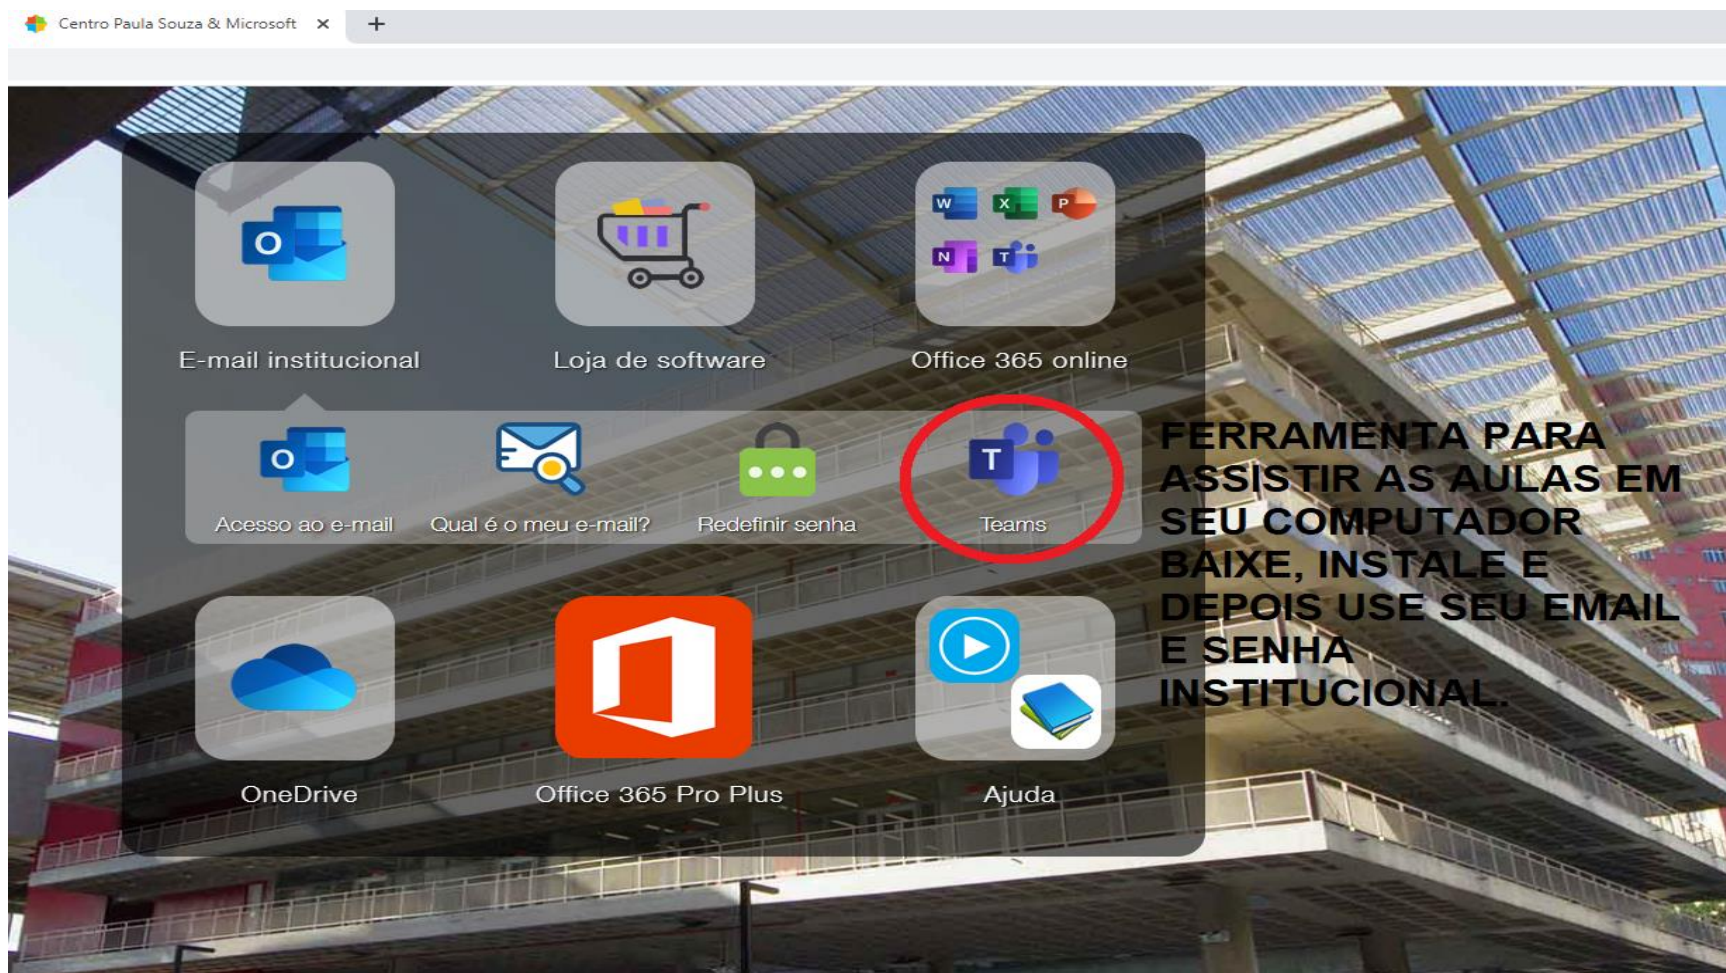 Centro Paula Souza & Microsoft
O
W X P
N T
E-mail institucional
Loja de software
Office 365 online
O
T
Acesso ao e-mail
Qual é o meu e-mail?
Redefinir senha
Teams
FERRAMENTA PARA
ASSISTIR AS AULAS EM
SEU COMPUTADOR
BAIXE, INSTALE E
DEPOIS USE SEU EMAIL
E SENHA
INSTITUCIONAL.
OneDrive
Office 365 Pro Plus
Ajuda